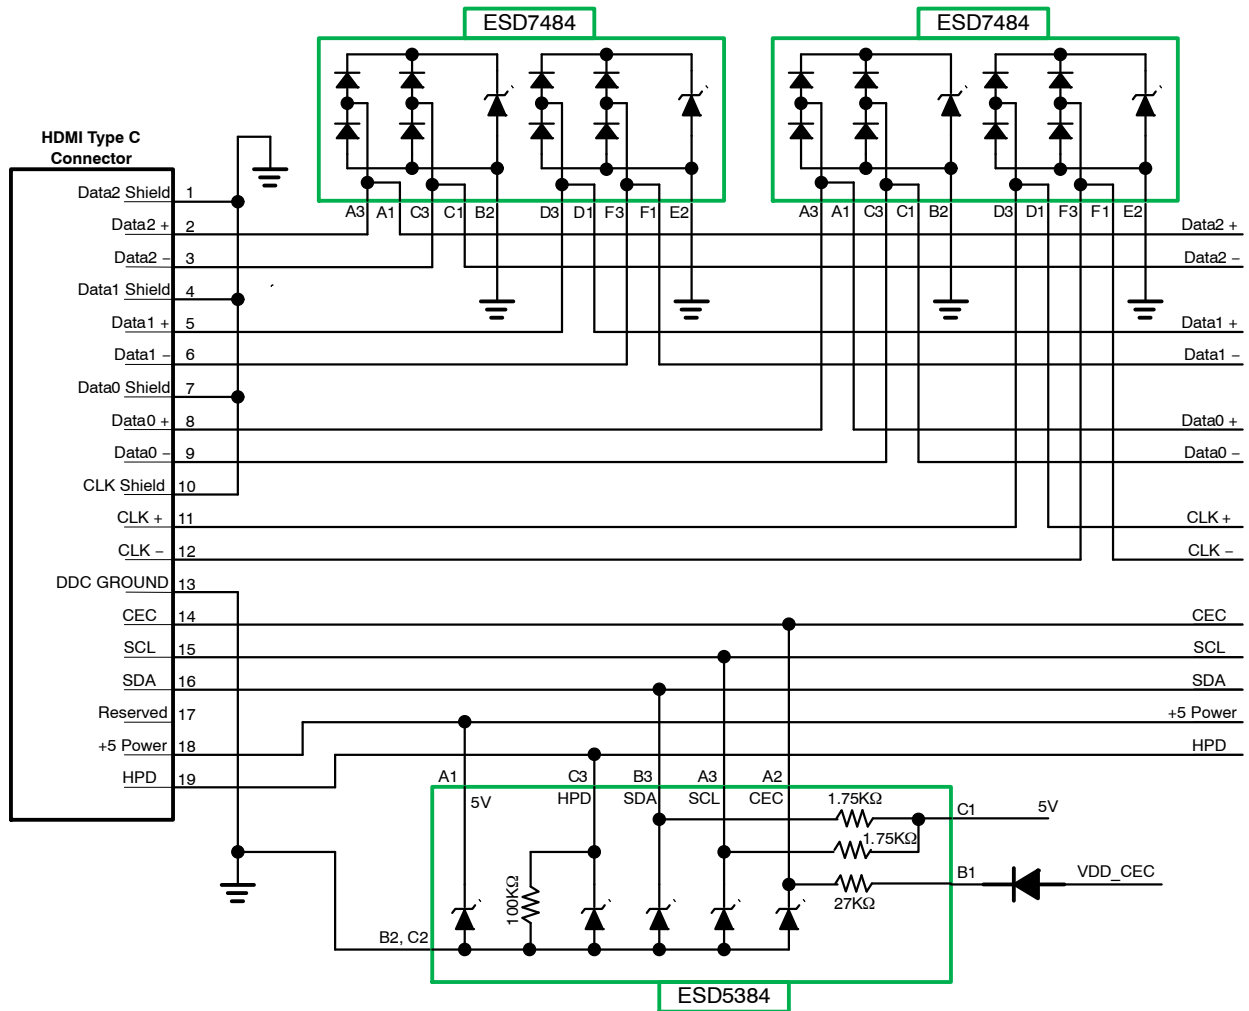 ESD7484
ESD7484
HDMI Type C
Connector
A3 A1 C3 C1 B2 D3 D1 F3 F1 E2
A3 A1 C3 C1 B2 D3 D1 F3 F1 E2
Data2 Shield 1
Data2 + 2
Data2 +
Data2 − 3
Data2 −
Data1 Shield 4
Data1 + 5
Data1 +
Data1 − 6
Data1 −
Data0 Shield 7
Data0 + 8
Data0 +
Data0 − 9
Data0 −
CLK Shield 10
CLK + 11
CLK +
CLK − 12
CLK −
DDC GROUND 13
CEC 14
CEC
SCL 15
SCL
SDA 16
SDA
Reserved 17
+5 Power
+5 Power 18
HPD
HPD 19
A1 C3 B3 A3 A2
5V HPD SDA SCL CEC
1.75KΩ
C1
5V
1.75KΩ
B1
VDD_CEC
27KΩ
100KΩ
B2, C2
ESD5384